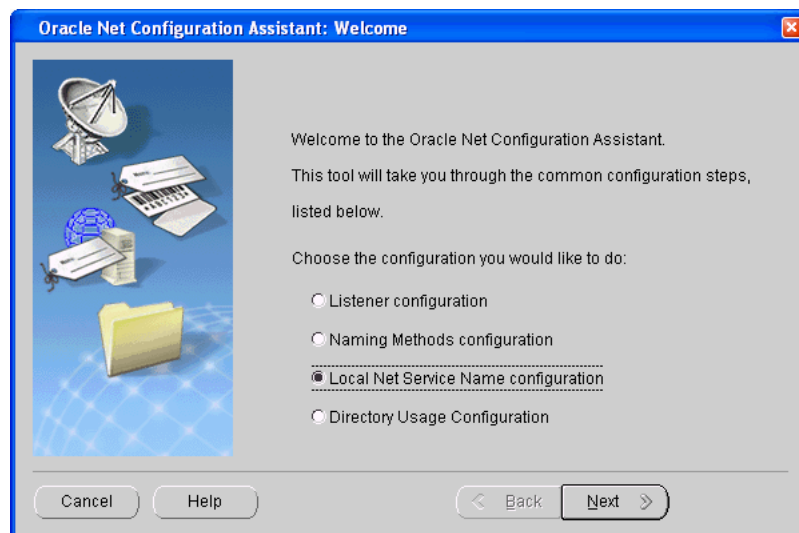 Oracle Net Configuration Assistant: Welcome
Welcome to the Oracle Net Configuration Assistant.
This tool will take you through the common configuration steps,
listed below.
Choose the configuration you would like to do:
Listener configuration
Naming Methods configuration
Local Net Service Name configuration
Directory Usage Configuration
Cancel
Help
Back
Next